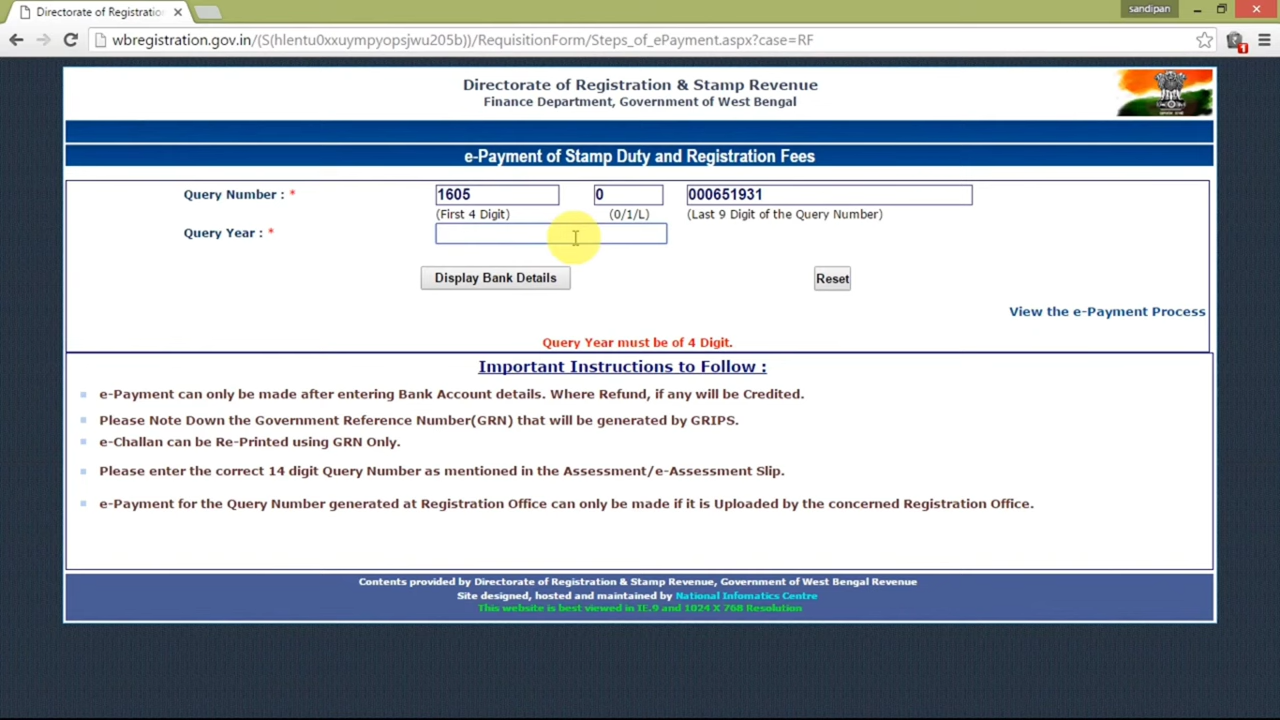 Directorate of Registratio
sandipan
wbregistration.gov.in/(S(hlentu0xxuympyopsjwu205b))/RequisitionForm/Steps_of_ePayment.aspx?case=RF
1
Directorate of Registration & Stamp Revenue
Finance Department, Government of West Bengal
e-Payment of Stamp Duty and Registration Fees
Query Number : * 1605 0 000651931
(First 4 Digit) (0/1/L) (Last 9 Digit of the Query Number)
Query Year : *
Display Bank Details Reset
View the e-Payment Process
Query Year must be of 4 Digit.
Important Instructions to Follow :
e-Payment can only be made after entering Bank Account details. Where Refund, if any will be Credited.
Please Note Down the Government Reference Number(GRN) that will be generated by GRIPS.
e-Challan can be Re-Printed using GRN Only.
Please enter the correct 14 digit Query Number as mentioned in the Assessment/e-Assessment Slip.
e-Payment for the Query Number generated at Registration Office can only be made if it is Uploaded by the concerned Registration Office.
Contents provided by Directorate of Registration & Stamp Revenue, Government of West Bengal Revenue
Site designed, hosted and maintained by National Infomatics Centre
This website is best viewed in IE.9 and 1024 X 768 Resolution